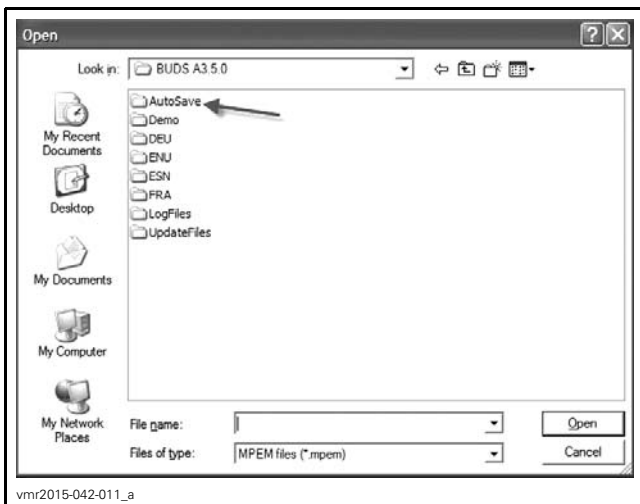 Open
Look in: BUDS A3.5.0
AutoSave
Demo
DEU
ENU
ESN
FRA
LogFiles
UpdateFiles
My Recent
Documents
Desktop
My Documents
My Computer
My Network
Places
File name:
Open
Files of type: MPEM files (*.mpem)
Cancel
vmr2015-042-011_a